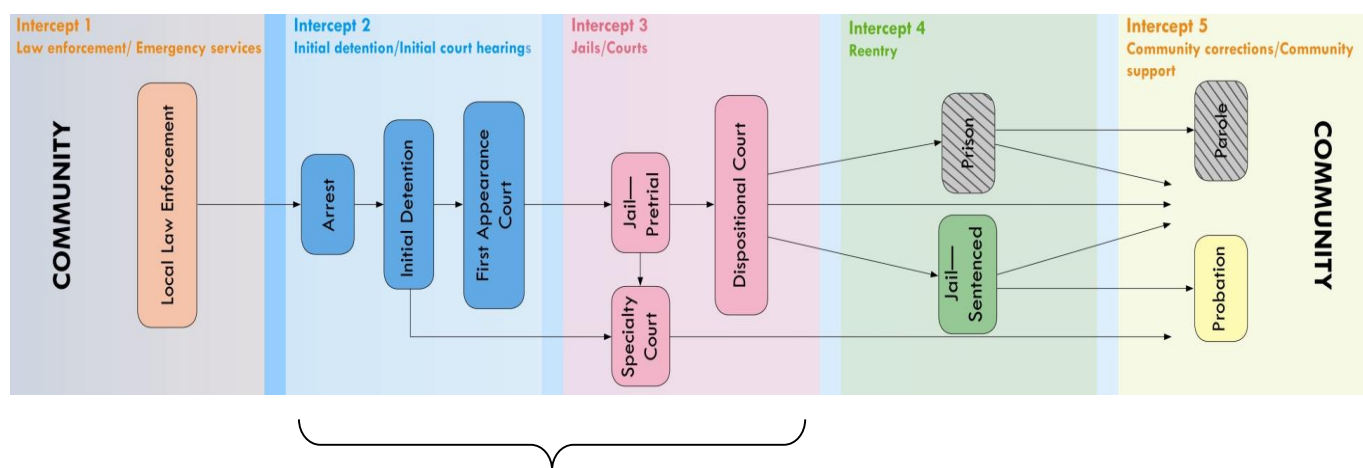 Intercept 1
Law enforcement/ Emergency services
COMMUNITY
Local Law Enforcement
Intercept 2
Initial detention/Initial court hearings
Arrest
Initial Detention
First Appearance
Court
Intercept 3
Jails/Courts
Jail—
Pretrial
Specialty
Court
Dispositional Court
Intercept 4
Reentry
Prison
Jail—
Sentenced
Intercept 5
Community corrections/Community
support
Parole
Probation
COMMUNITY